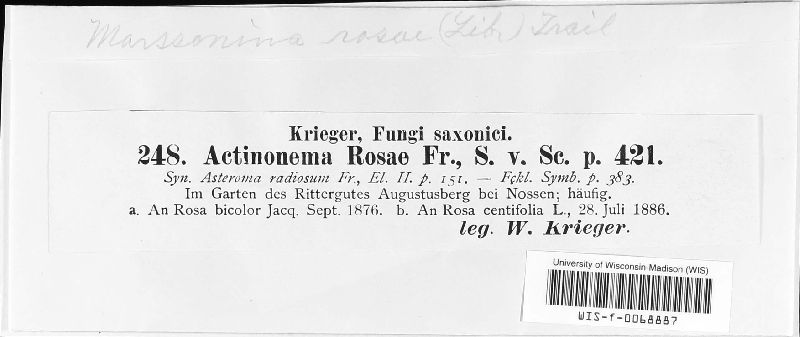 Marssonina rosae (Lib.) Trail
Krieger, Fungi saxonici.
248. Actinonema Rosae Fr., S. v. Sc. p. 421.
Syn. Asteroma radiosum Fr., El. II. p. 151. — Fçkl. Symb. p. 383.
Im Garten des Rittergutes Augustusberg bei Nossen; häufig.
a. An Rosa bicolor Jacq. Sept. 1876. b. An Rosa centifolia L., 28. Juli 1886.
leg. W. Krieger.
University of Wisconsin Madison (WIS)
WIS-f-0068887